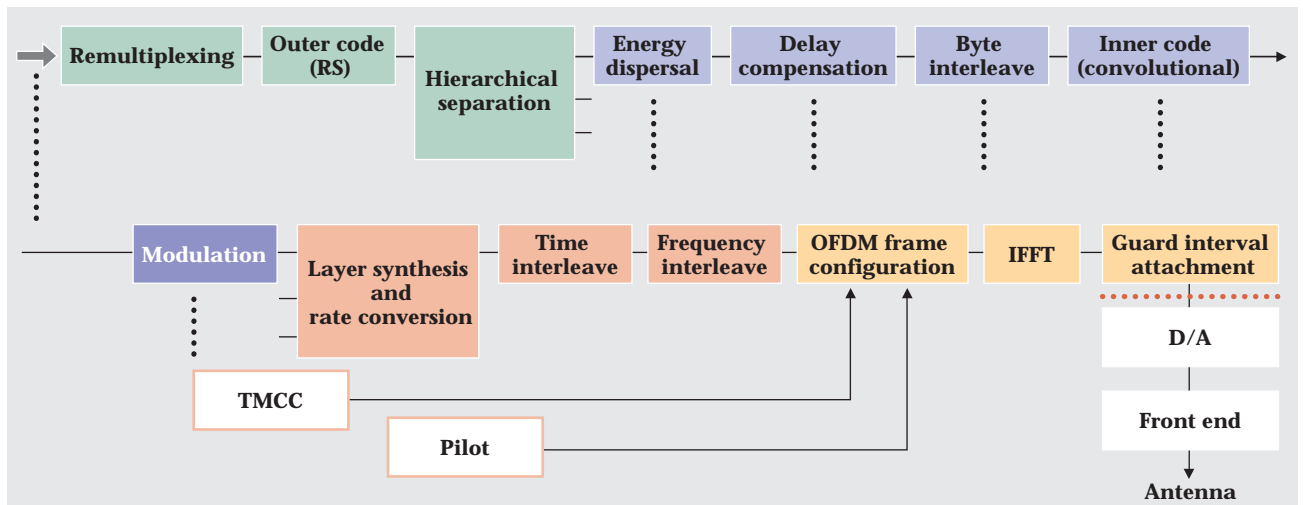 Remultiplexing
Outer code
(RS)
Hierarchical
separation
Energy
dispersal
Delay
compensation
Byte
interleave
Inner code
(convolutional)
Modulation
Layer synthesis
and
rate conversion
Time
interleave
Frequency
interleave
OFDM frame
configuration
IFFT
Guard interval
attachment
D/A
TMCC
Front end
Pilot
Antenna